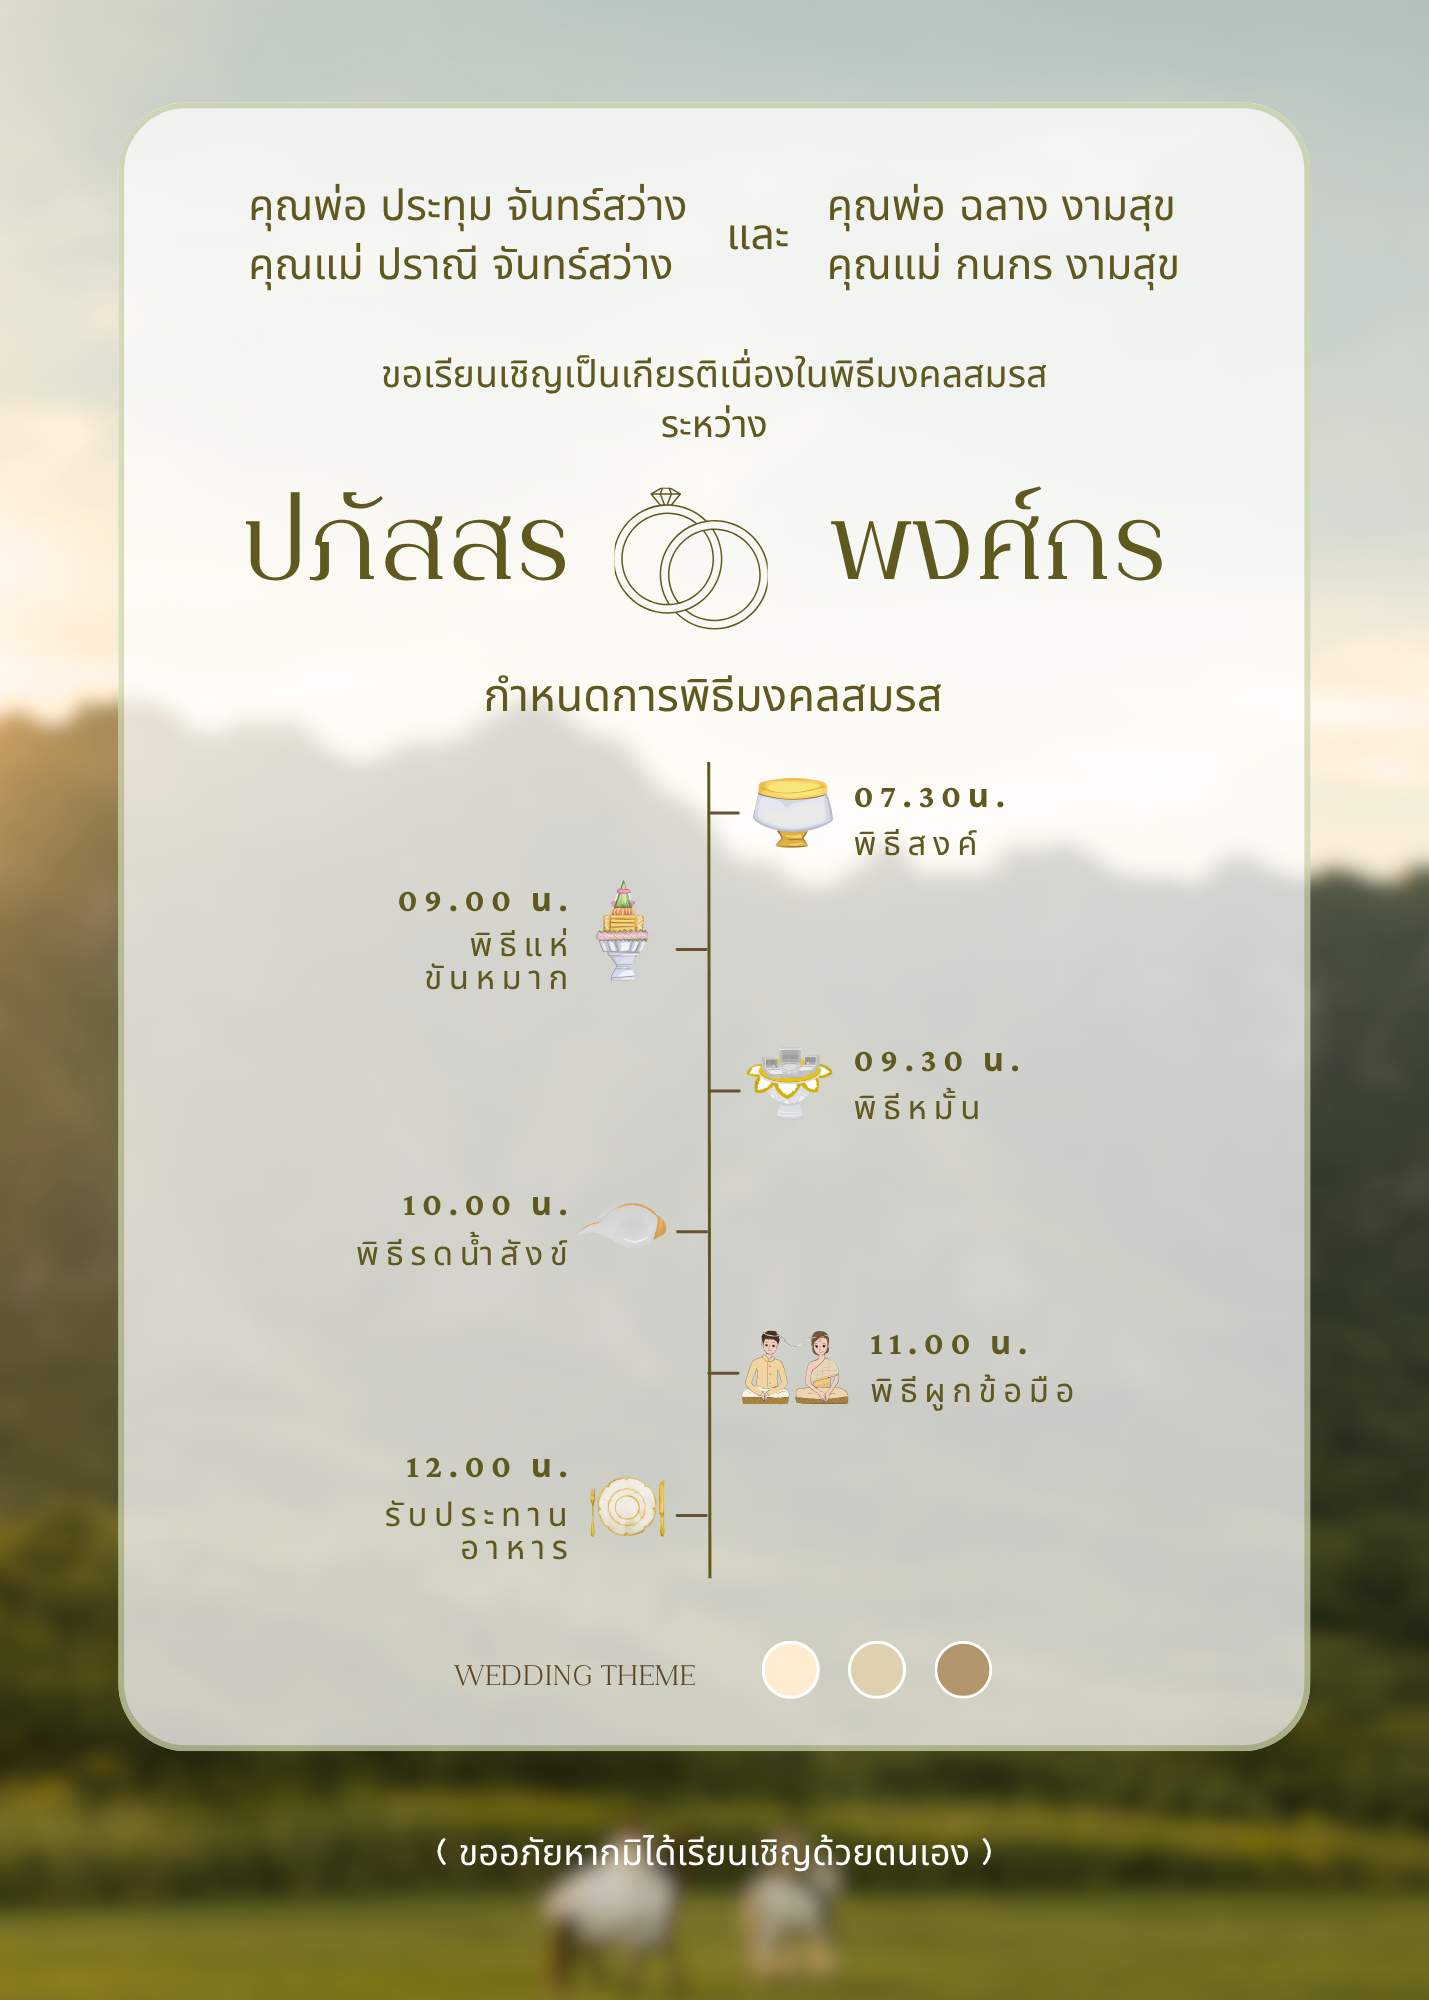 คุณพ่อ ประทุม จันทร์สว่าง
คุณแม่ ปราณี จันทร์สว่าง
และ
คุณพ่อ ฉลาง งามสุข
คุณแม่ กนกร งามสุข
ขอเรียนเชิญเป็นเกียรติเนื่องในพิธีมงคลสมรส
ระหว่าง
ปภัสสร พงศ์กร
กำหนดการพิธีมงคลสมรส
07.30น.
พิธีสงค์
09.00 น.
พิธีแห่
ขันหมาก
09.30 น.
พิธีหมั้น
10.00 น.
พิธีรดน้ำสังข์
11.00 น.
พิธีผูกข้อมือ
12.00 น.
รับประทาน
อาหาร
WEDDING THEME
( ขออภัยหากมิได้เรียนเชิญด้วยตนเอง )